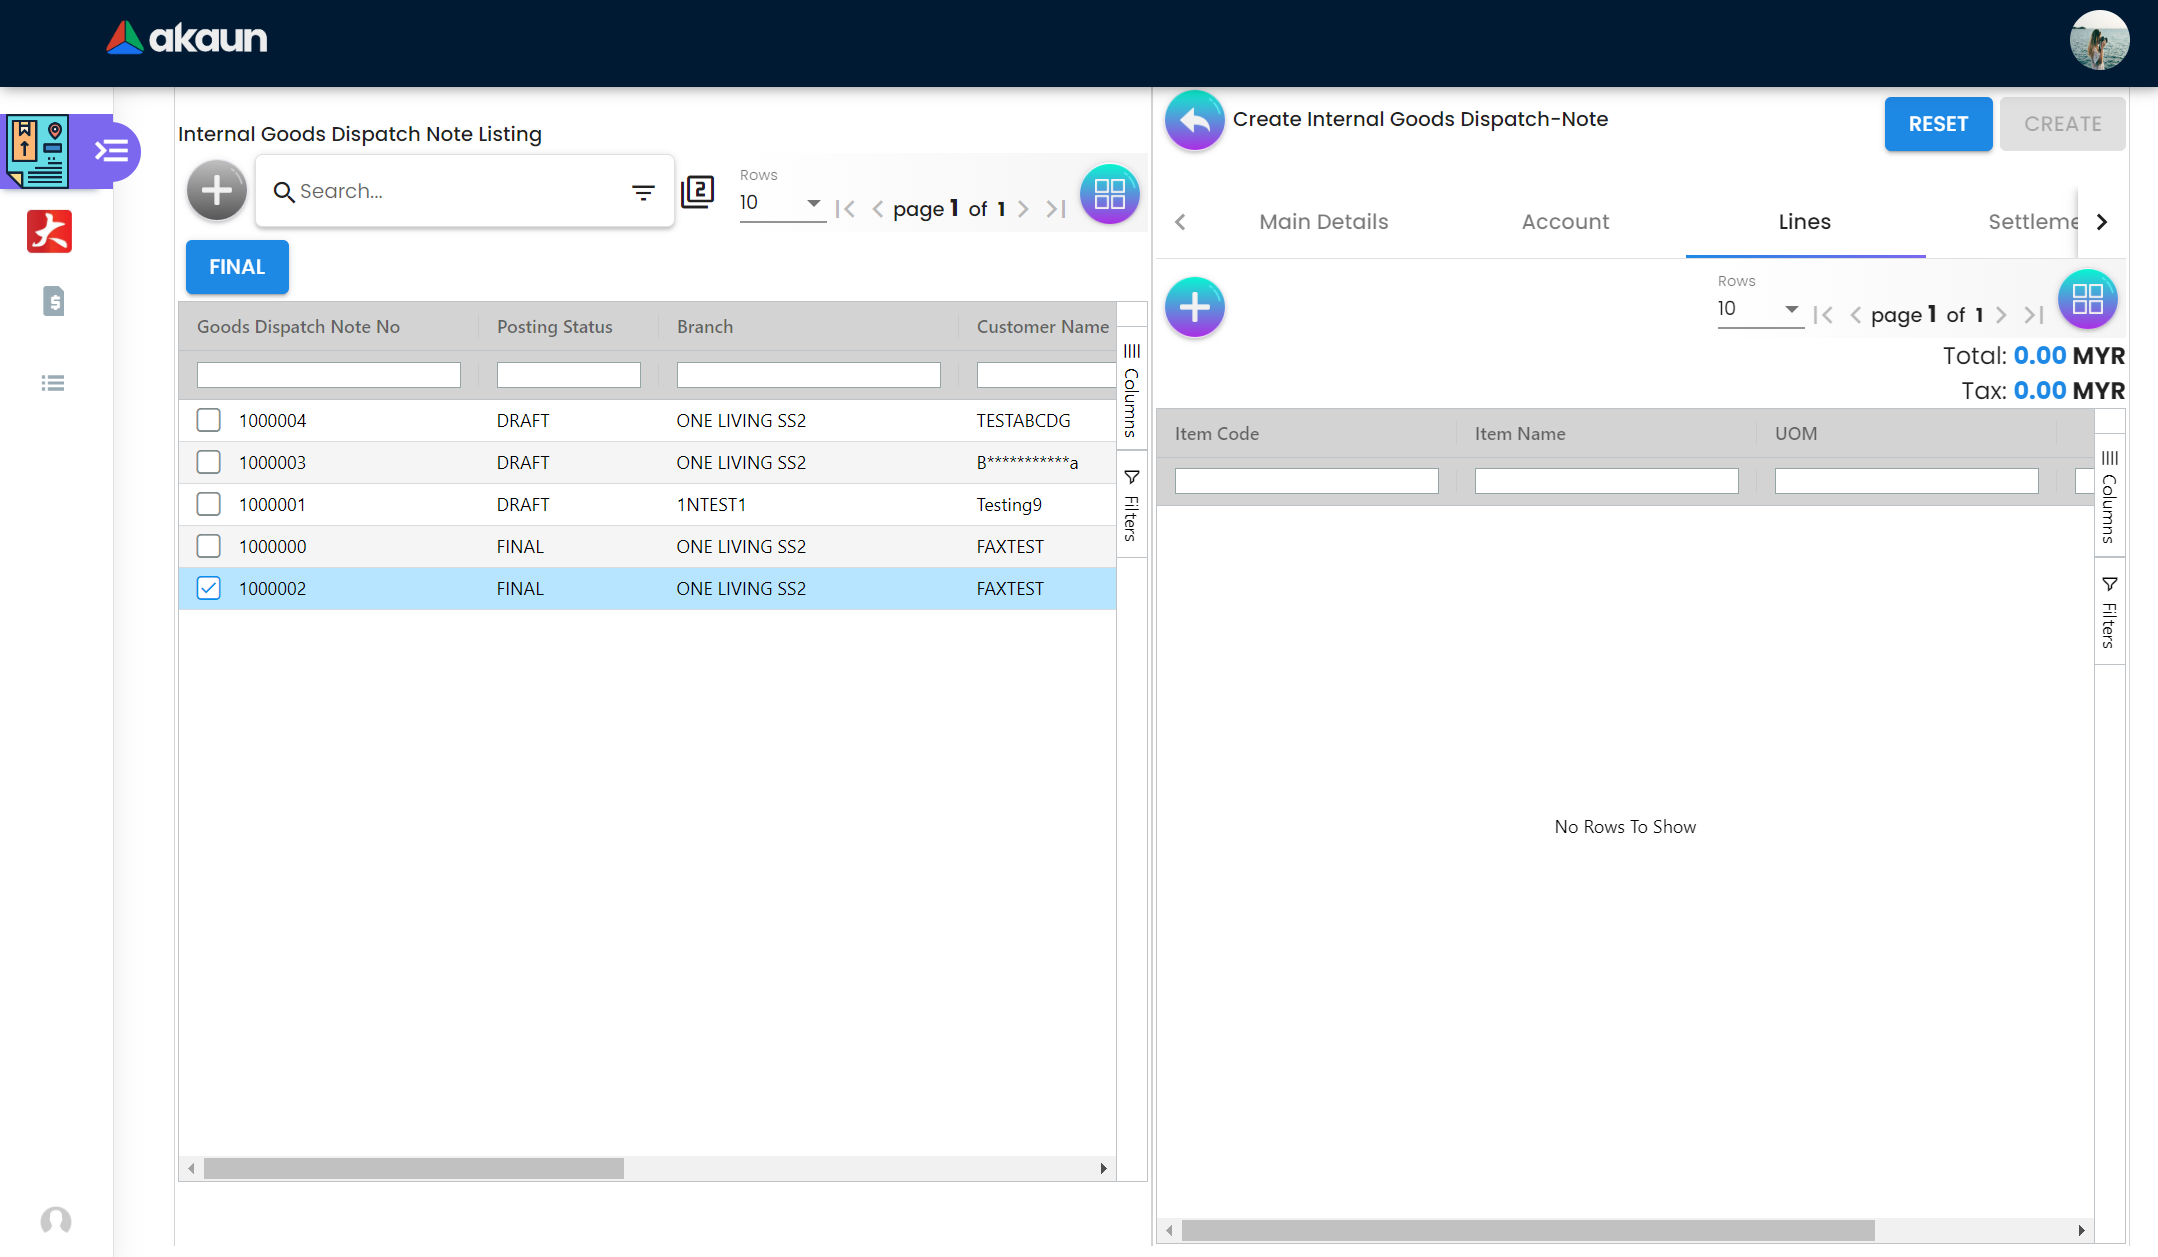 akaun
Internal Goods Dispatch Note Listing
Search...
2
Rows
10
page 1 of 1
FINAL
Goods Dispatch Note No Posting Status Branch Customer Name
1000004 DRAFT ONE LIVING SS2 TESTABCDG
1000003 DRAFT ONE LIVING SS2 B***********a
1000001 DRAFT 1NTEST1 Testing9
1000000 FINAL ONE LIVING SS2 FAXTEST
1000002 FINAL ONE LIVING SS2 FAXTEST
Columns
Filters
Create Internal Goods Dispatch-Note
RESET CREATE
Main Details Account Lines Settleme
Rows
10
page 1 of 1
Total: 0.00 MYR
Tax: 0.00 MYR
Item Code Item Name UOM
Columns
Filters
No Rows To Show